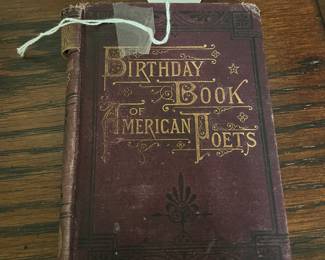 BIRTHDAY
BOOK
OF
AMERICAN POETS